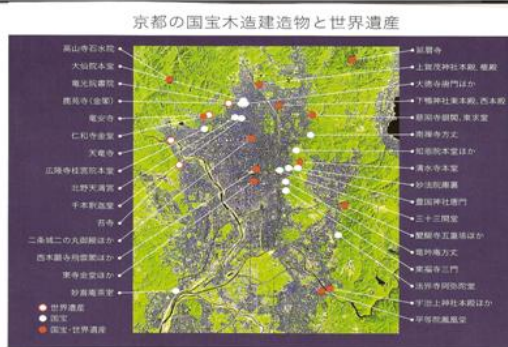 京都の国宝木造建造物と世界遺産
高山寺石水院
大仙院本堂
竜光院書院
鹿苑寺(金閣)
竜安寺
仁和寺金堂
天竜寺
広隆寺桂宮院本堂
北野天満宮
千本釈迦堂
苔寺
二条城二の丸御殿ほか
西本願寺飛雲閣ほか
東寺金堂ほか
妙喜庵茶室
延暦寺
上賀茂神社本殿, 権殿
大徳寺唐門ほか
下鴨神社東本殿, 西本殿
慈照寺銀閣, 東求堂
南禅寺方丈
知恩院本堂ほか
清水寺本堂
妙法院庫裏
豊国神社唐門
三十三間堂
醍醐寺五重塔ほか
竜吟庵方丈
東福寺三門
法界寺阿弥陀堂
宇治上神社本殿ほか
平等院鳳凰堂
世界遺産
国宝
国宝・世界遺産